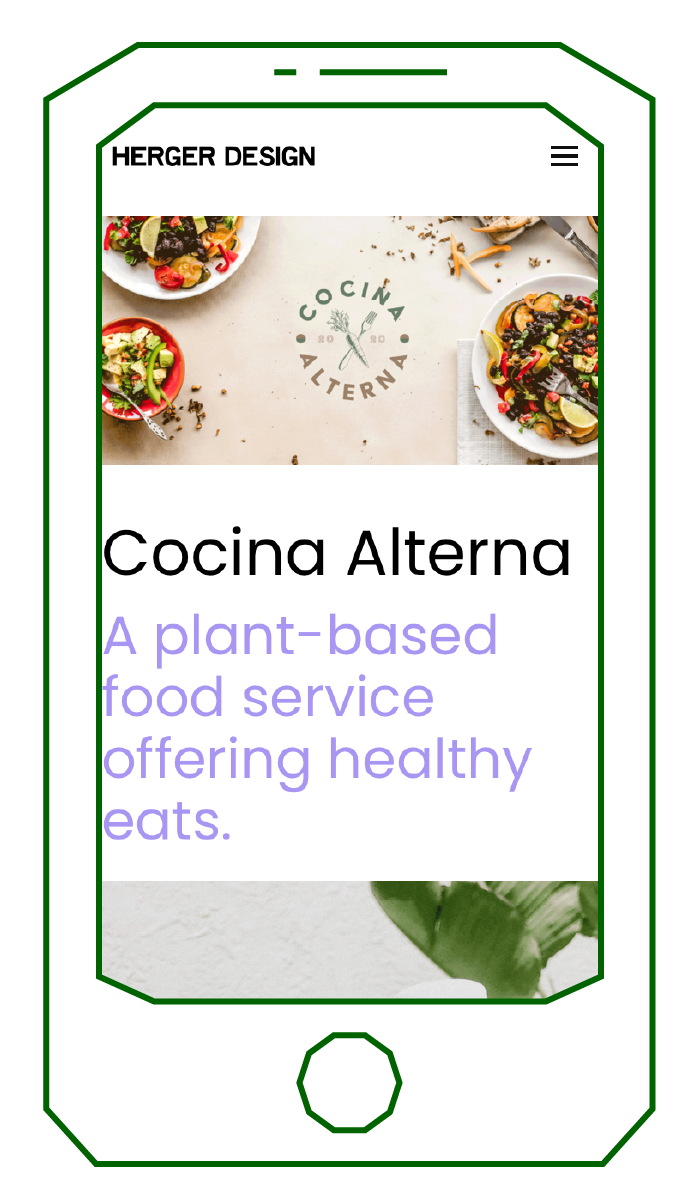 HERGER DESIGN
COCINA
20 20
ALTERNA
Cocina Alterna
A plant-based
food service
offering healthy
eats.